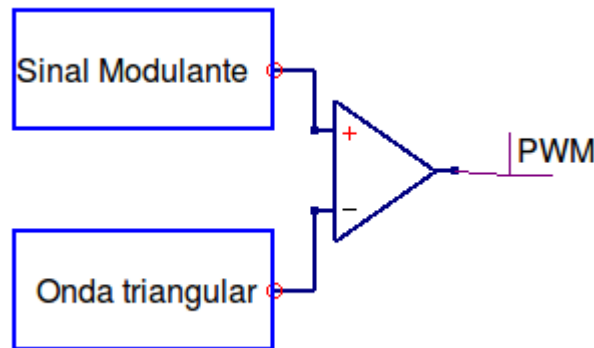 Sinal Modulante
+
PWM
−
Onda triangular